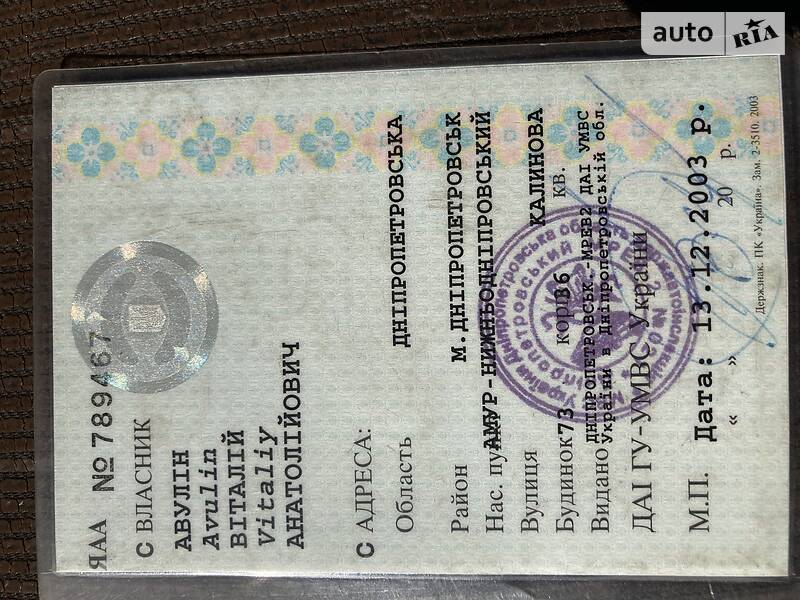 auto RIA
ЯАА № 789467
С ВЛАСНИК
АВУЛІН
Avulin
ВІТАЛІЙ
Vitaliy
АНАТОЛІЙОВИЧ
С АДРЕСА:
Область ДНІПРОПЕТРОВСЬКА
Район М.ДНІПРОПЕТРОВСЬК
Нас. пункт АМУР-НИЖНЬОДНІПРОВСЬКИЙ
Вулиця КАЛИНОВА
Будинок 73 корп. 6 кв.
Видано ДНІПРОПЕТРОВСЬК.-МРЕВ2 ДАІ УМВС
України в Дніпропетровській обл.
ДАІ ГУ-УМВС України
М.П. Дата: 13.12.2003 р.
« » 20 р.
Держзнак. ПК «Україна». Зам. 2-3510. 2003